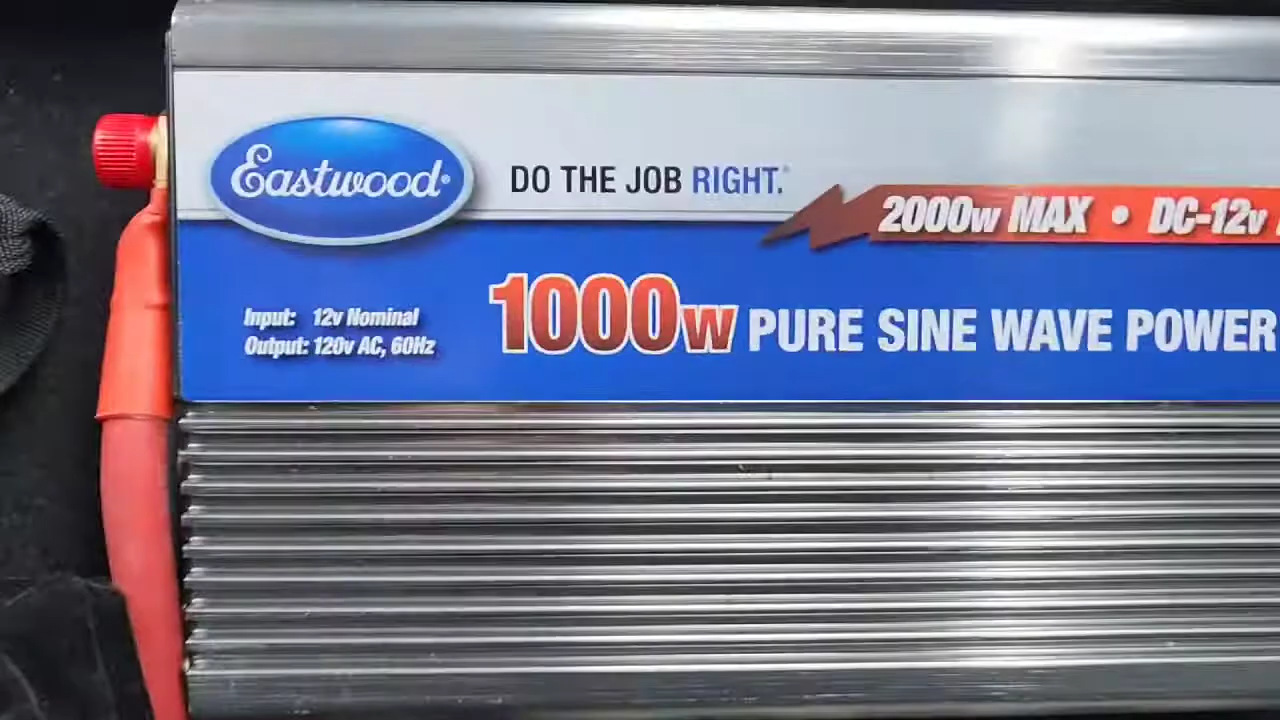 Eastwood
DO THE JOB RIGHT.
2000w MAX • DC-12v
Input: 12v Nominal
Output: 120v AC, 60Hz
1000w PURE SINE WAVE POWER